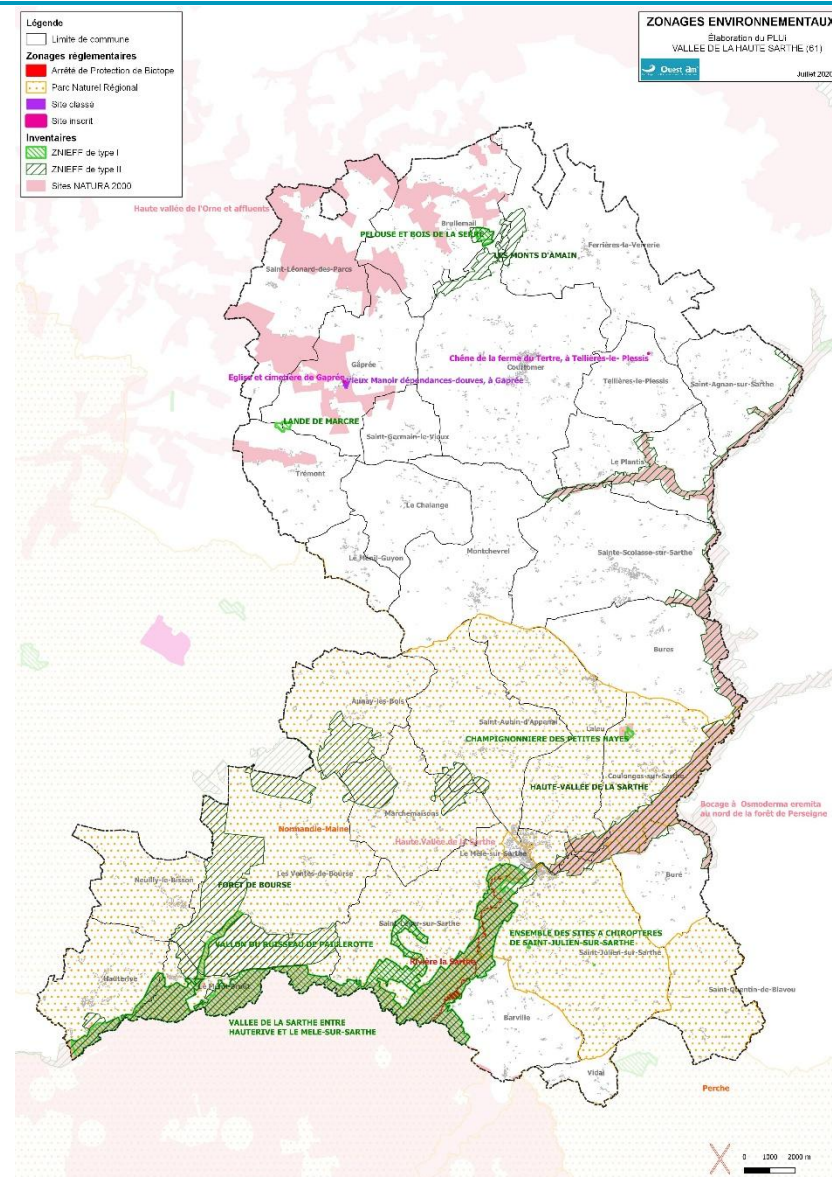 Légende
Limite de commune
Zonages réglementaires
Arrêté de Protection de Biotope
Parc Naturel Régional
Site classé
Site inscrit
Inventaires
ZNIEFF de type I
ZNIEFF de type II
Sites NATURA 2000
ZONAGES ENVIRONNEMENTAUX
Élaboration du PLUi
VALLEE DE LA HAUTE SARTHE (61)
Ouest am'
Juillet 2020
Haute vallée de l'Orne et affluents
Brullemail
PELOUSE ET BOIS DE LA SERRE
Ferrières-la-Verrerie
LES MONTS D'AMAIN
Saint-Léonard-des-Parcs
Chêne de la ferme du Tertre, à Tellières-le- Plessis
Gâprée
Courtomer
Eglise et cimetière de Gaprée
Vieux Manoir dépendances-douves, à Gaprée
Tellières-le-Plessis
Saint-Agnan-sur-Sarthe
LANDE DE MARCRE
Saint-Germain-le-Vieux
Le Plantis
Trémont
Le Chalange
Montchevrel
Sainte-Scolasse-sur-Sarthe
Le Ménil-Guyon
Bures
Aunay-les-Bois
Saint-Aubin-d'Appenai
Laleu
CHAMPIGNONNIERE DES PETITES HAYES
Coulonges-sur-Sarthe
HAUTE-VALLÉE DE LA SARTHE
Marchemaisons
Bocage à Osmoderma eremita
au nord de la forêt de Perseigne
Normandie-Maine
Haute Vallée de la Sarthe
Le Mêle-sur-Sarthe
Neuilly-le-Bisson
Les Ventes-de-Bourse
Buré
FORÊT DE BOURSE
Saint-Léger-sur-Sarthe
ENSEMBLE DES SITES A CHIROPTERES
DE SAINT-JULIEN-SUR-SARTHE
VALLON DU RUISSEAU DE PAILLEROTTE
Saint-Julien-sur-Sarthe
Rivière la Sarthe
Hauterive
Le Ménil-Broût
Saint-Quentin-de-Blavou
VALLEE DE LA SARTHE ENTRE
HAUTERIVE ET LE MELE-SUR-SARTHE
Barville
Vidai
Perche
0 1000 2000 m